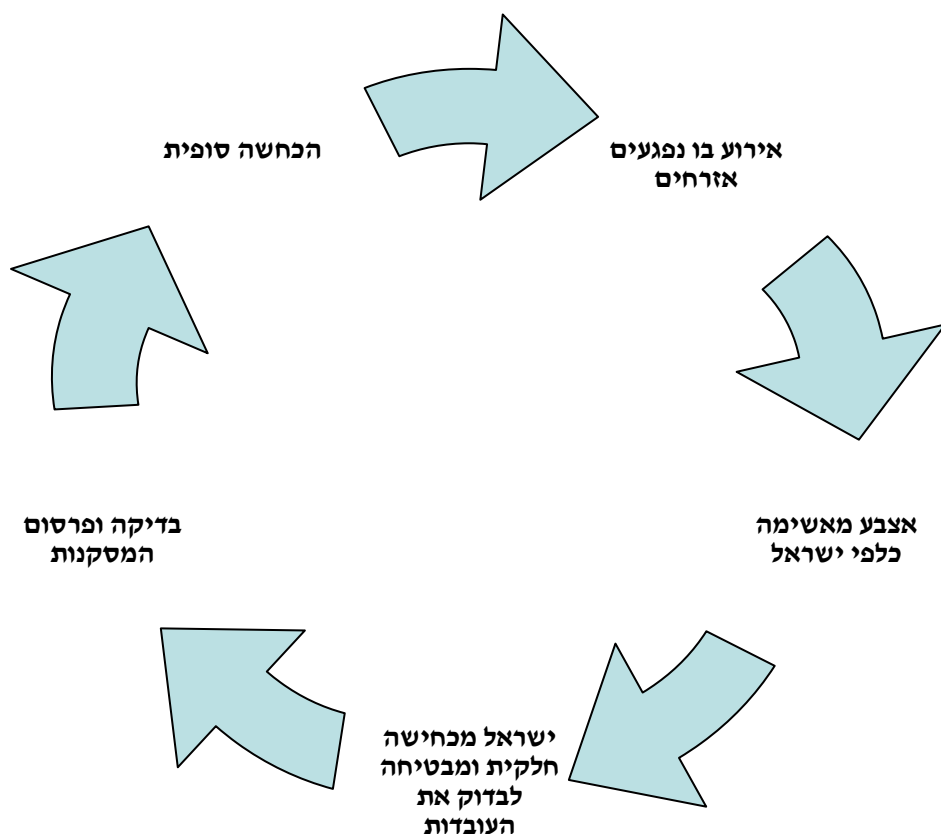 הכחשה סופית
אירוע בו נפגעים
אזרחים
אצבע מאשימה
כלפי ישראל
ישראל מכחישה
חלקית ומבטיחה
לבדוק את
העובדות
בדיקה ופרסום
המסקנות